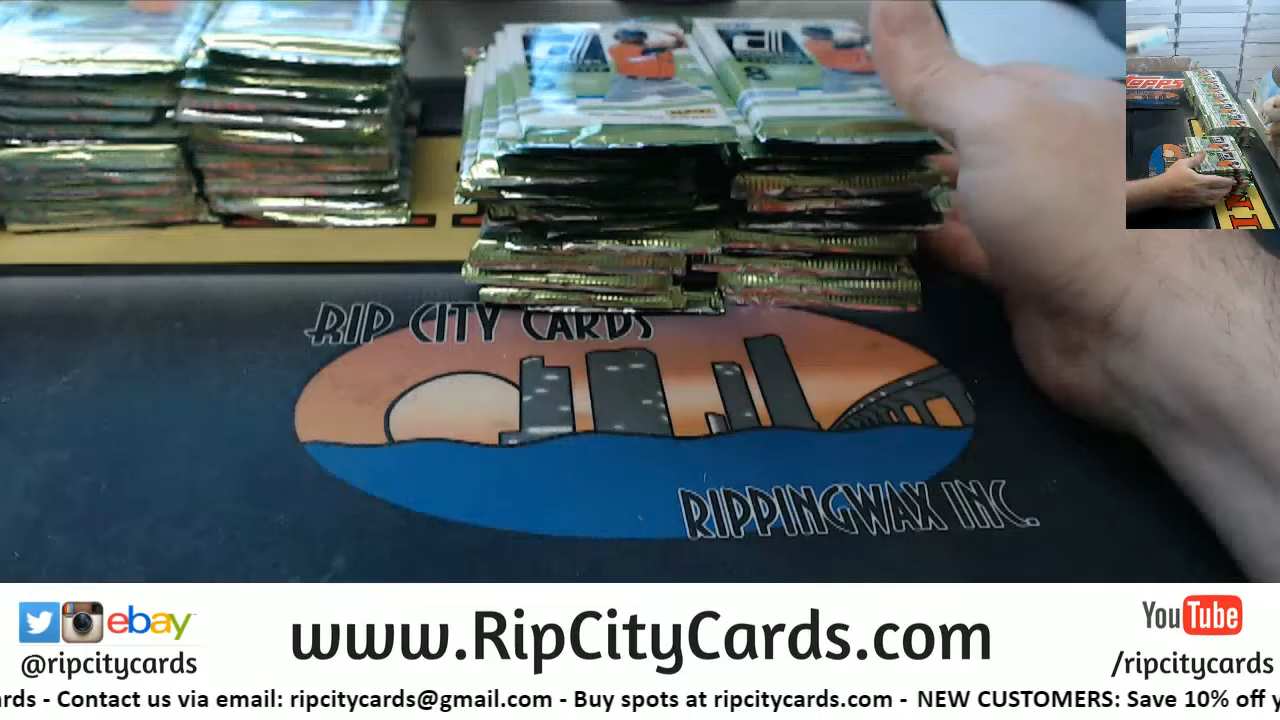 RIP CITY CARDS
RIPPINGWAX INC.
ebay
www.RipCityCards.com
YouTube
@ripcitycards
/ripcitycards
ards - Contact us via email: ripcitycards@gmail.com - Buy spots at ripcitycards.com - NEW CUSTOMERS: Save 10% off y